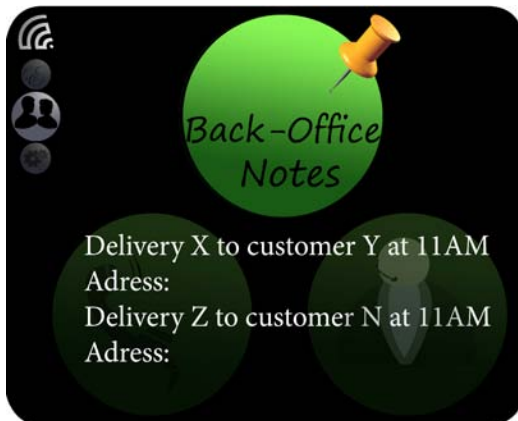 Back-Office
Notes
Delivery X to customer Y at 11AM
Adress:
Delivery Z to customer N at 11AM
Adress: